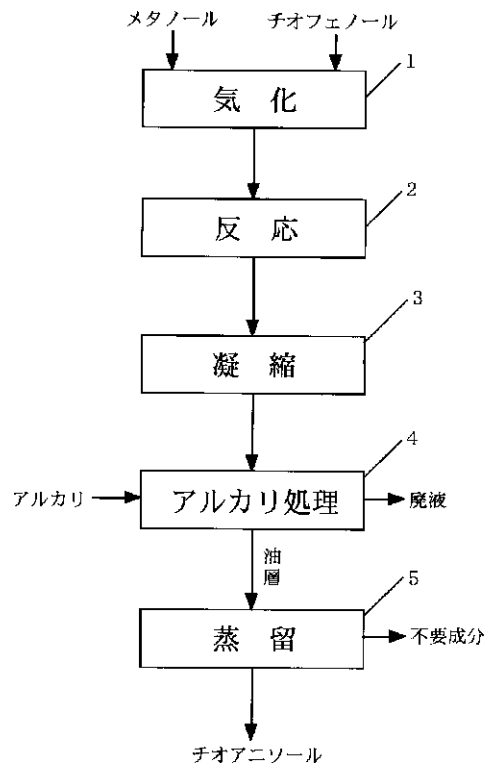 メタノール
チオフェノール
1
気 化
2
反 応
3
凝 縮
4
アルカリ
アルカリ処理
廃液
油
層
5
蒸 留
不要成分
チオアニソール